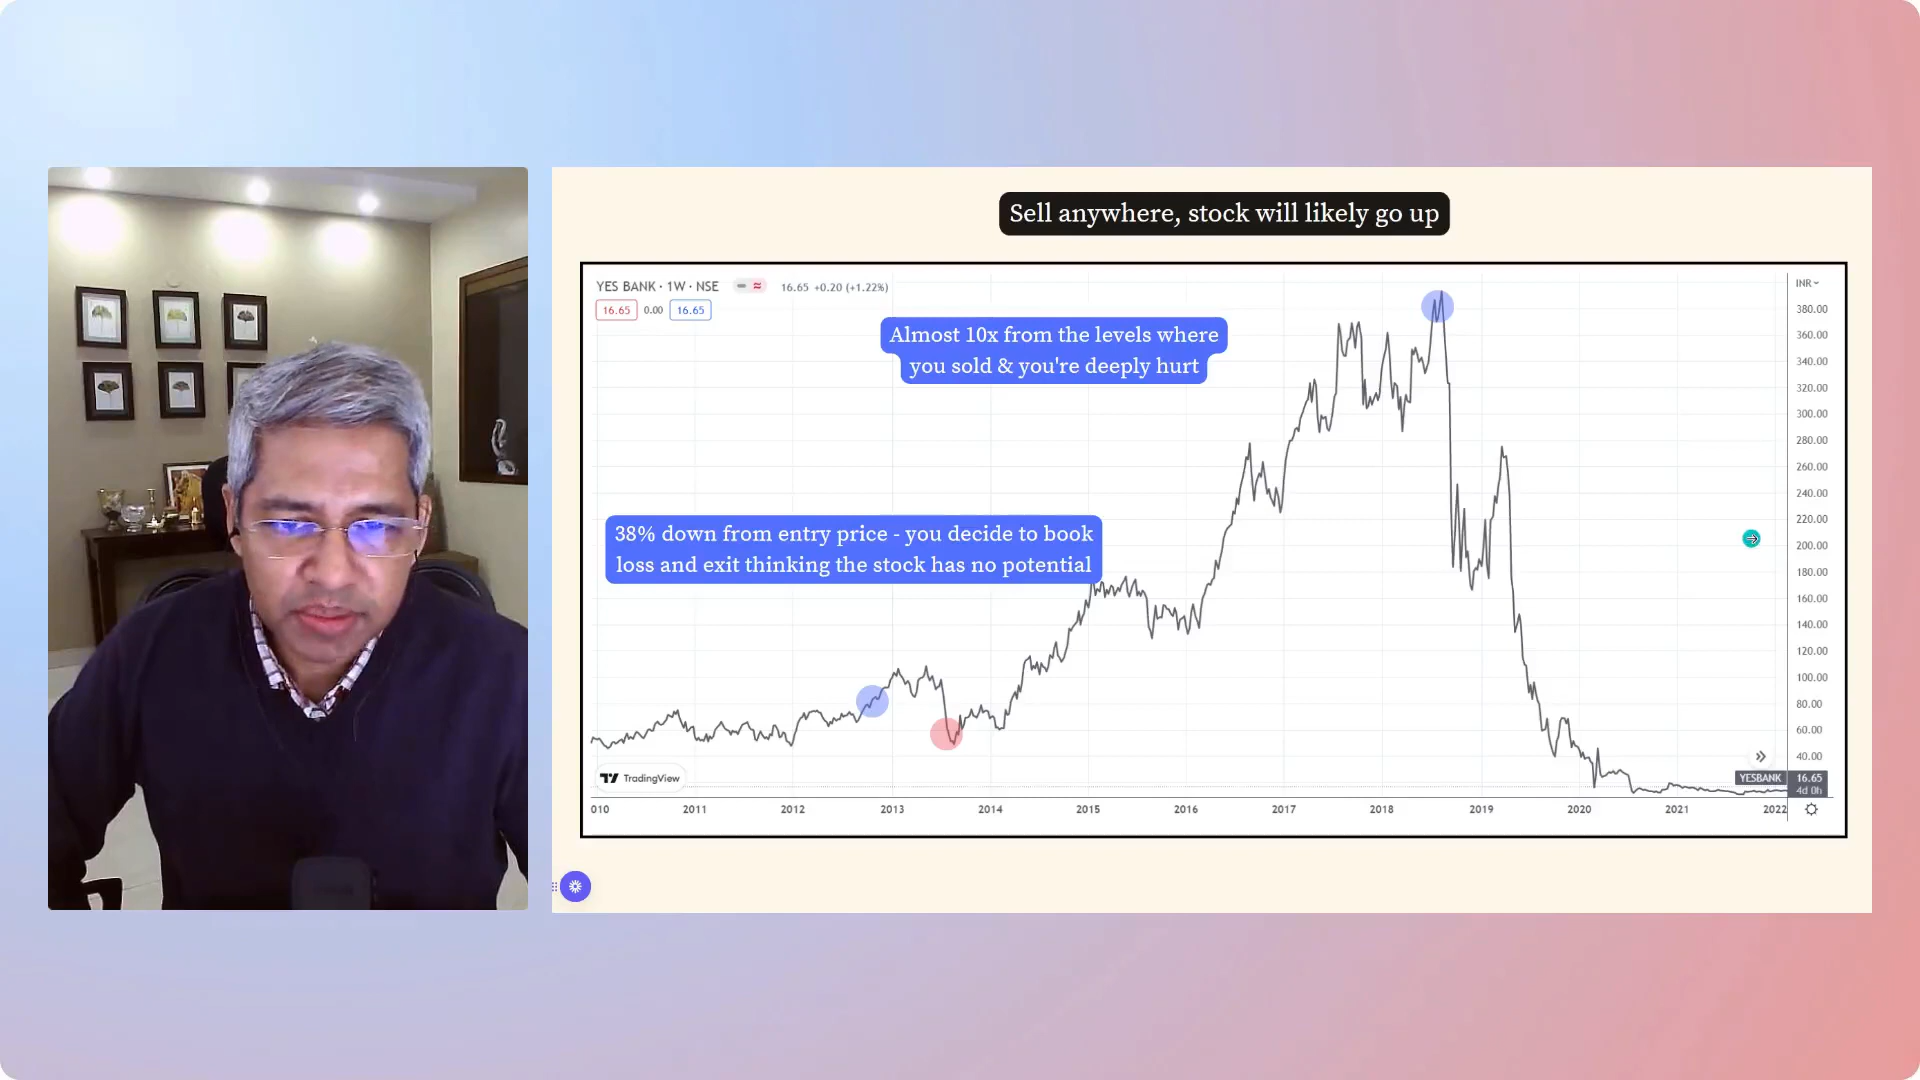 Sell anywhere, stock will likely go up
YES BANK · 1W · NSE 16.65 +0.20 (+1.22%)
INR
16.65 0.00 16.65
380.00
Almost 10x from the levels where
you sold & you're deeply hurt
360.00
340.00
320.00
300.00
280.00
260.00
240.00
220.00
38% down from entry price - you decide to book
loss and exit thinking the stock has no potential
200.00
180.00
160.00
140.00
120.00
100.00
80.00
60.00
40.00
TradingView
YESBANK 16.65
4d 0h
010 2011 2012 2013 2014 2015 2016 2017 2018 2019 2020 2021 2022